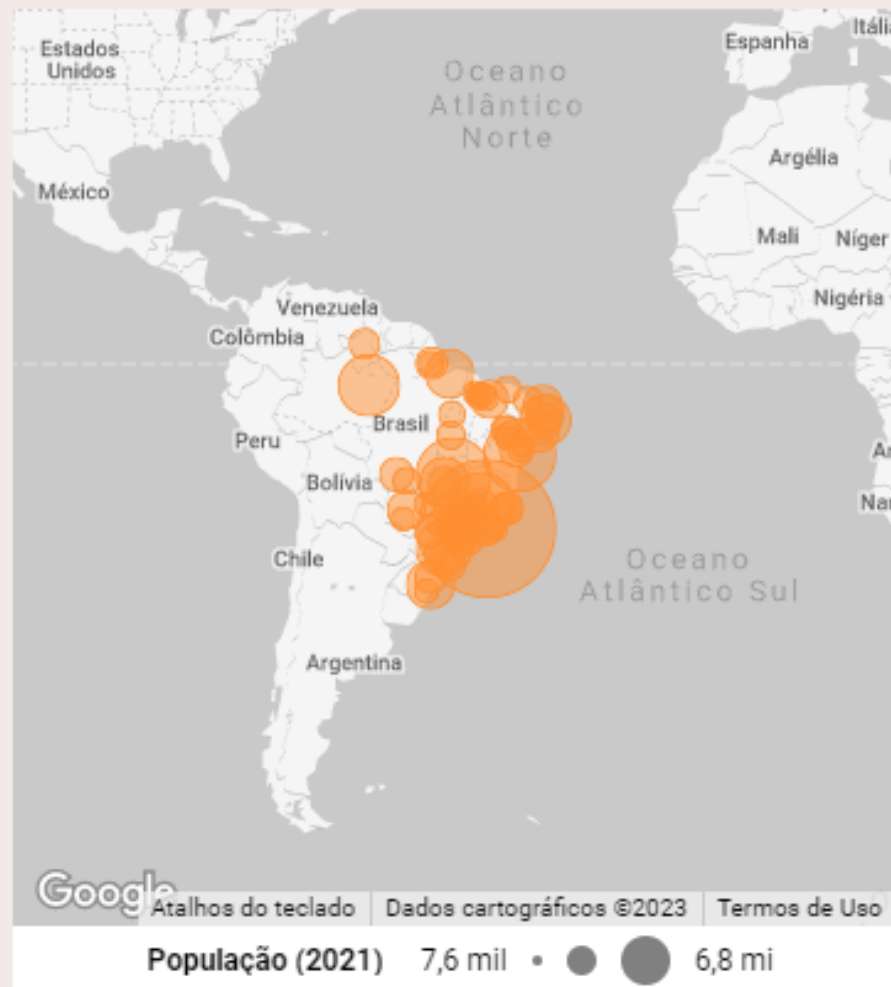 Estados
Unidos
Oceano
Atlântico
Norte
Espanha
México
Argélia
Mali
Níger
Nigéria
Venezuela
Colômbia
Brasil
Peru
Bolívia
Chile
Oceano
Atlântico Sul
Argentina
Google
Atalhos do teclado
Dados cartográficos ©2023
Termos de Uso
População (2021) 7,6 mil 6,8 mi